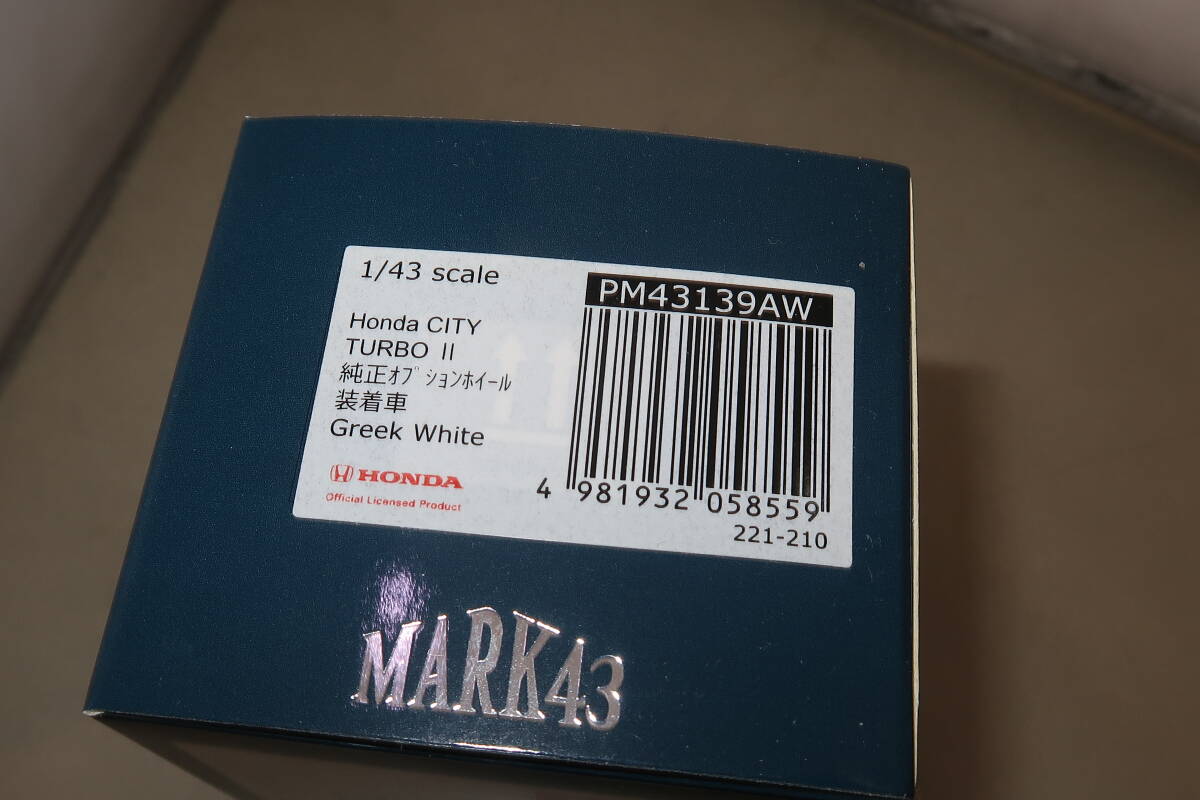 1/43 scale
PM43139AW
Honda CITY
TURBO II
純正ｵﾌﾟｼｮﾝﾎｲｰﾙ
装着車
Greek White
HONDA
Official Licensed Product
4 981932 058559
221-210
MARK43